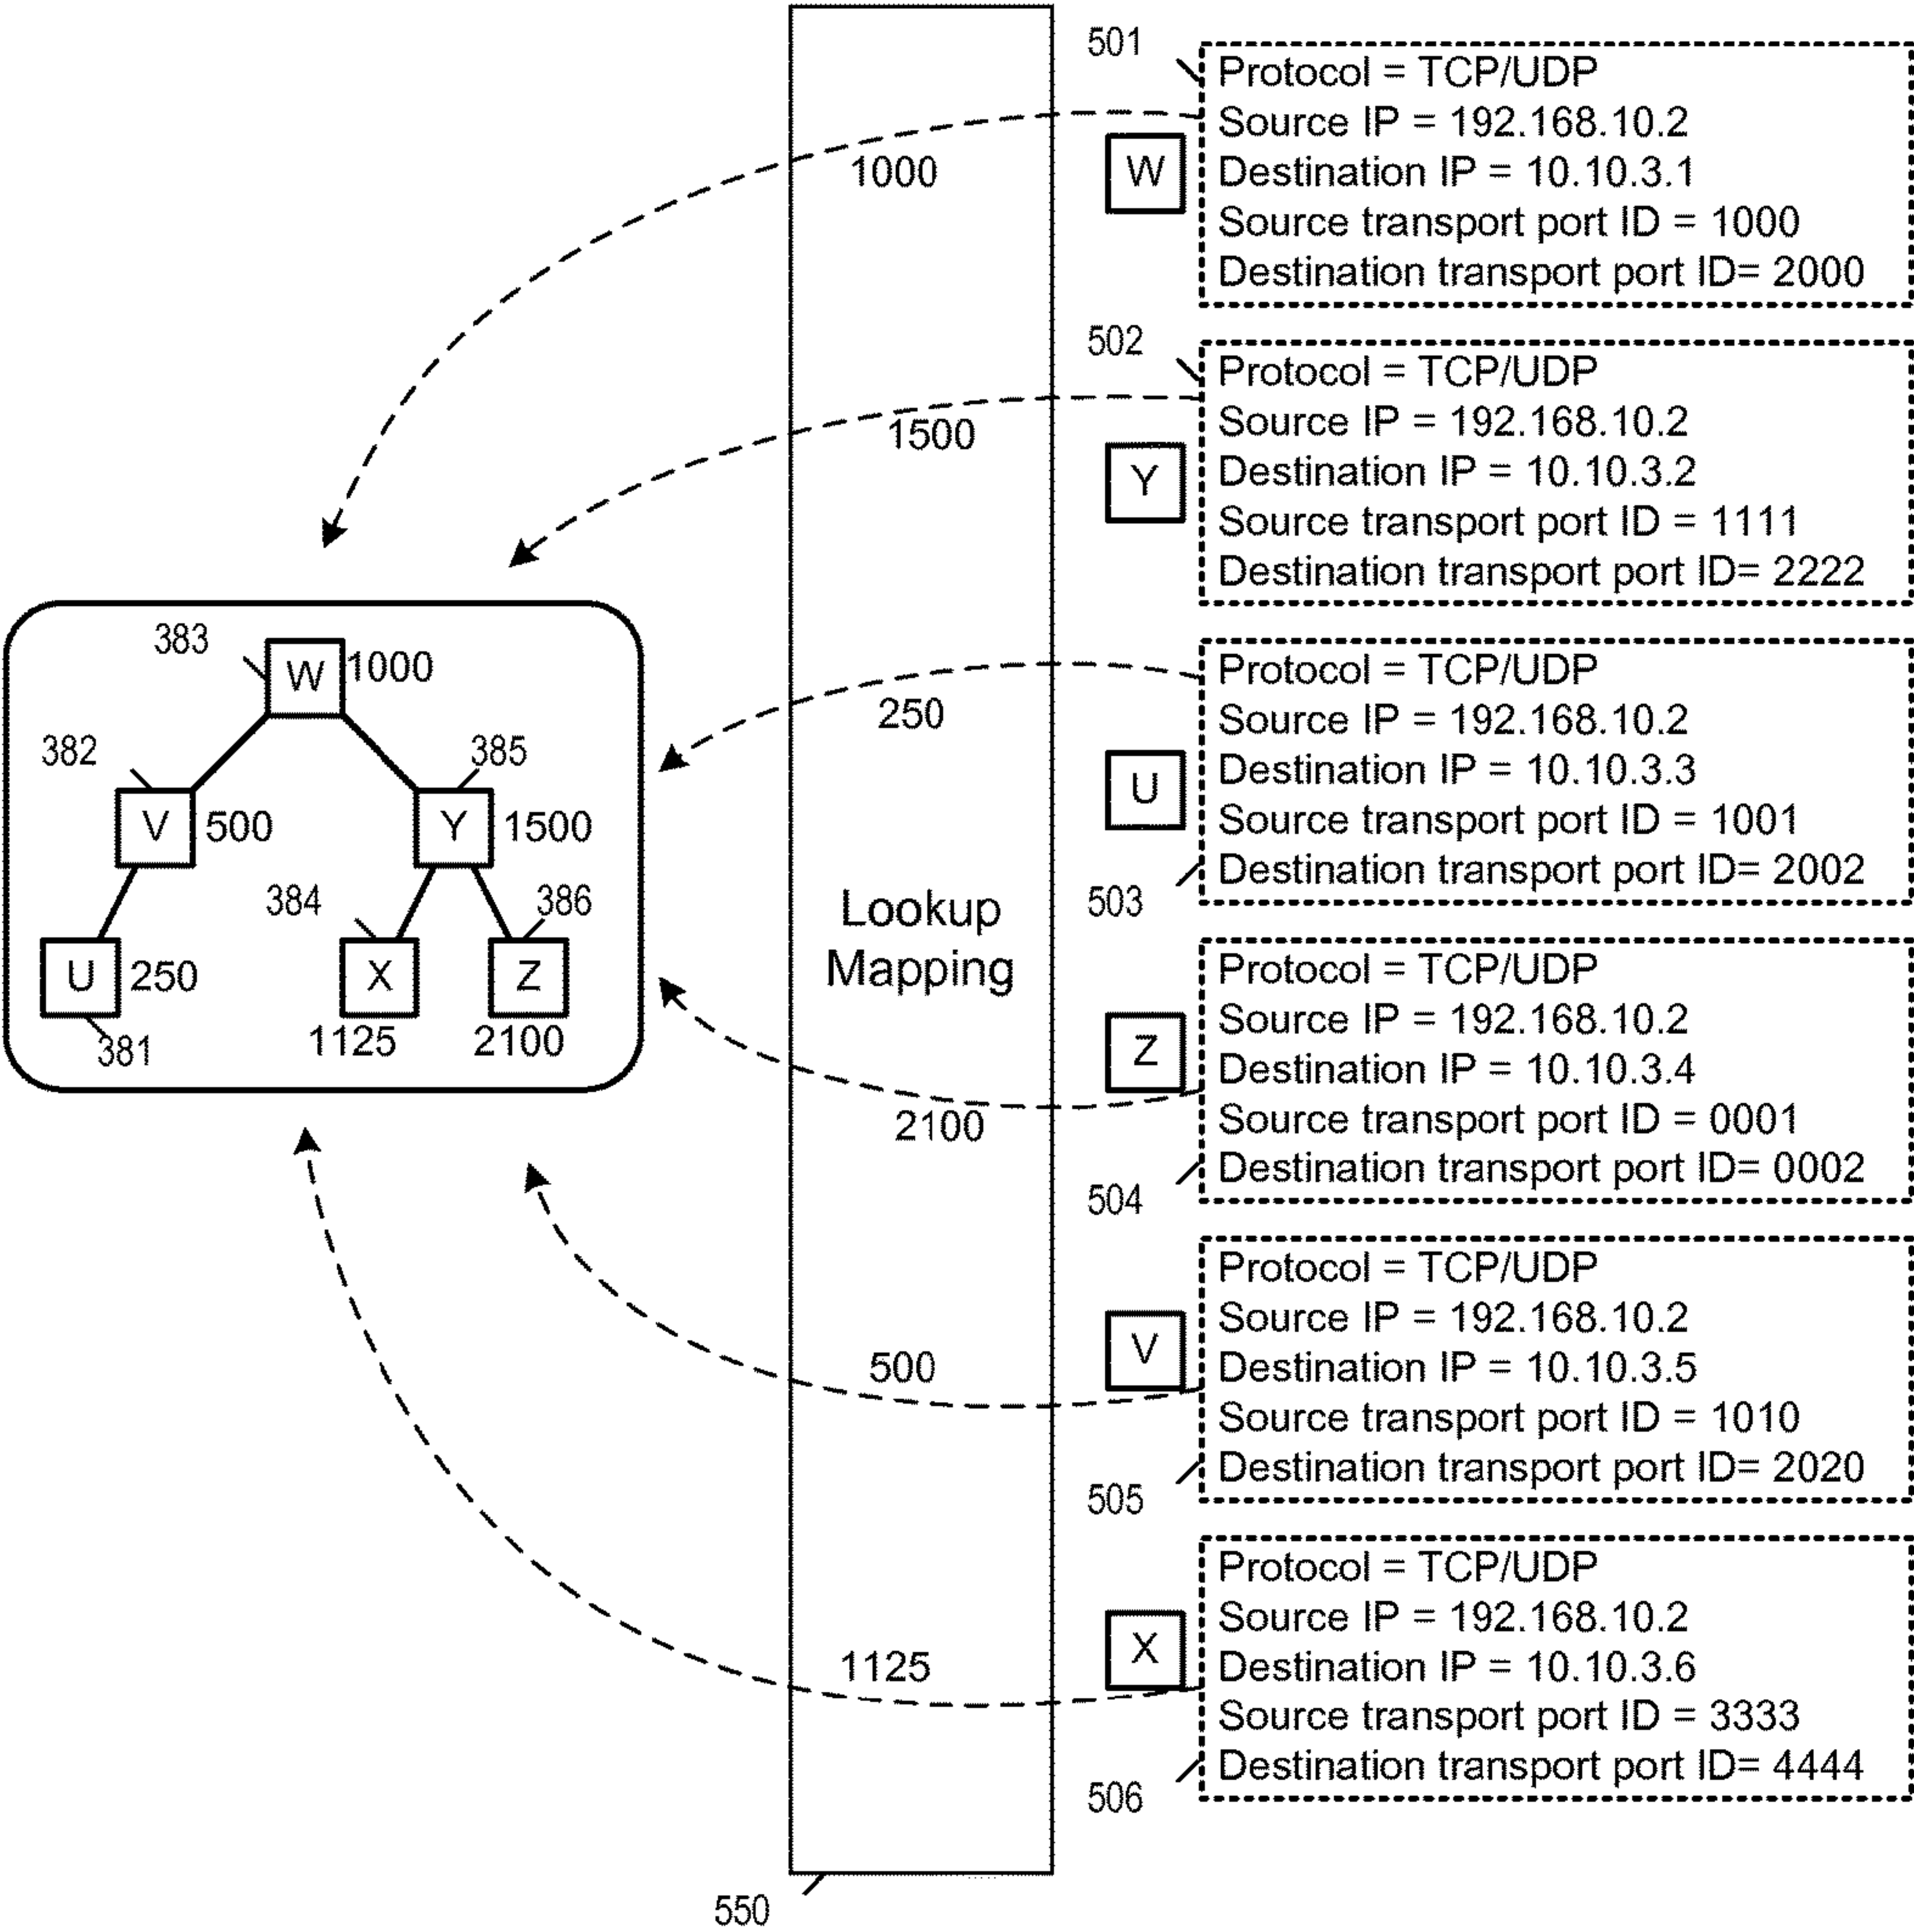 501
Protocol = TCP/UDP
Source IP = 192.168.10.2
W
Destination IP = 10.10.3.1
Source transport port ID = 1000
Destination transport port ID= 2000
1000
502
Protocol = TCP/UDP
Source IP = 192.168.10.2
Y
Destination IP = 10.10.3.2
Source transport port ID = 1111
Destination transport port ID= 2222
1500
383
W
1000
382
385
V
500
Y
1500
384
386
U
250
X
Z
381
1125
2100
250
Protocol = TCP/UDP
Source IP = 192.168.10.2
U
Destination IP = 10.10.3.3
Source transport port ID = 1001
Destination transport port ID= 2002
503
Lookup
Mapping
Protocol = TCP/UDP
Source IP = 192.168.10.2
Z
Destination IP = 10.10.3.4
Source transport port ID = 0001
Destination transport port ID= 0002
504
2100
Protocol = TCP/UDP
Source IP = 192.168.10.2
V
Destination IP = 10.10.3.5
Source transport port ID = 1010
Destination transport port ID= 2020
505
500
Protocol = TCP/UDP
Source IP = 192.168.10.2
X
Destination IP = 10.10.3.6
Source transport port ID = 3333
Destination transport port ID= 4444
506
1125
550